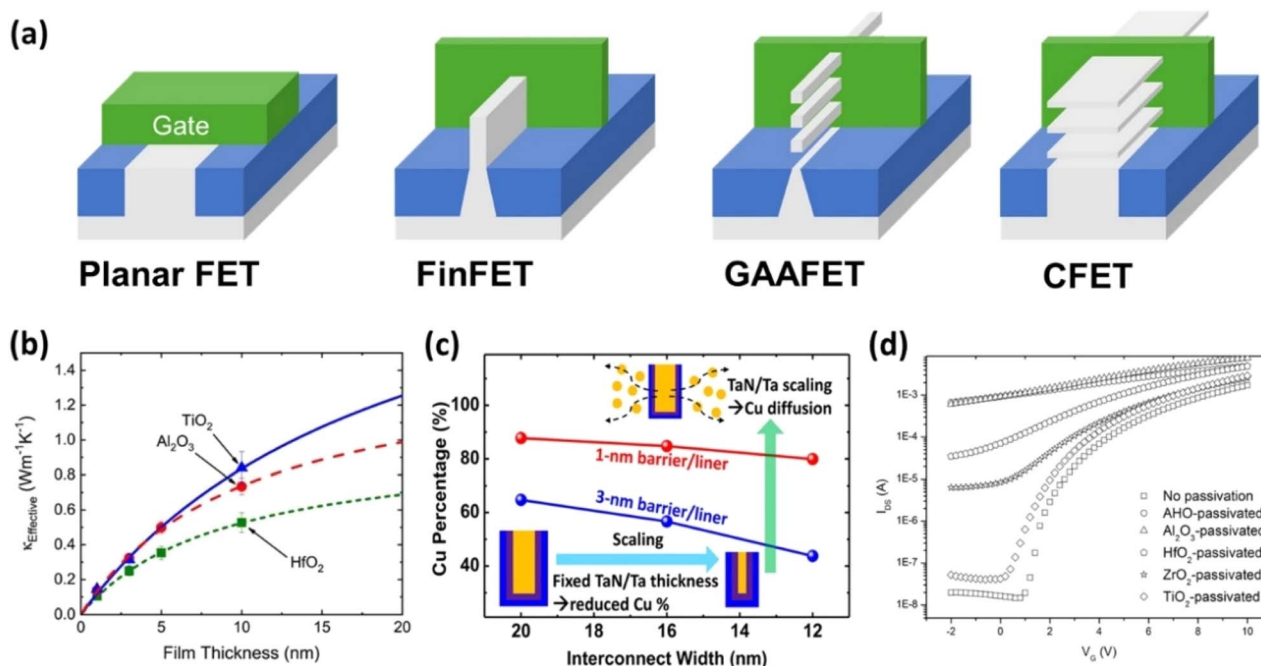 (a)
Gate
Planar FET
FinFET
GAAFET
CFET
(b)
κEffective (Wm⁻¹K⁻¹)
1.4
1.2
1.0
0.8
0.6
0.4
0.2
0.0
TiO₂
Al₂O₃
HfO₂
0
5
10
15
20
Film Thickness (nm)
(c)
Cu Percentage (%)
100
80
60
40
TaN/Ta scaling
→Cu diffusion
1-nm barrier/liner
3-nm barrier/liner
Scaling
Fixed TaN/Ta thickness
→reduced Cu %
20
18
16
14
12
Interconnect Width (nm)
(d)
I_DS (A)
1E-3
1E-4
1E-5
1E-6
1E-7
1E-8
No passivation
AHO-passivated
Al₂O₃-passivated
HfO₂-passivated
ZrO₂-passivated
TiO₂-passivated
-2
0
2
4
6
8
10
V_G (V)